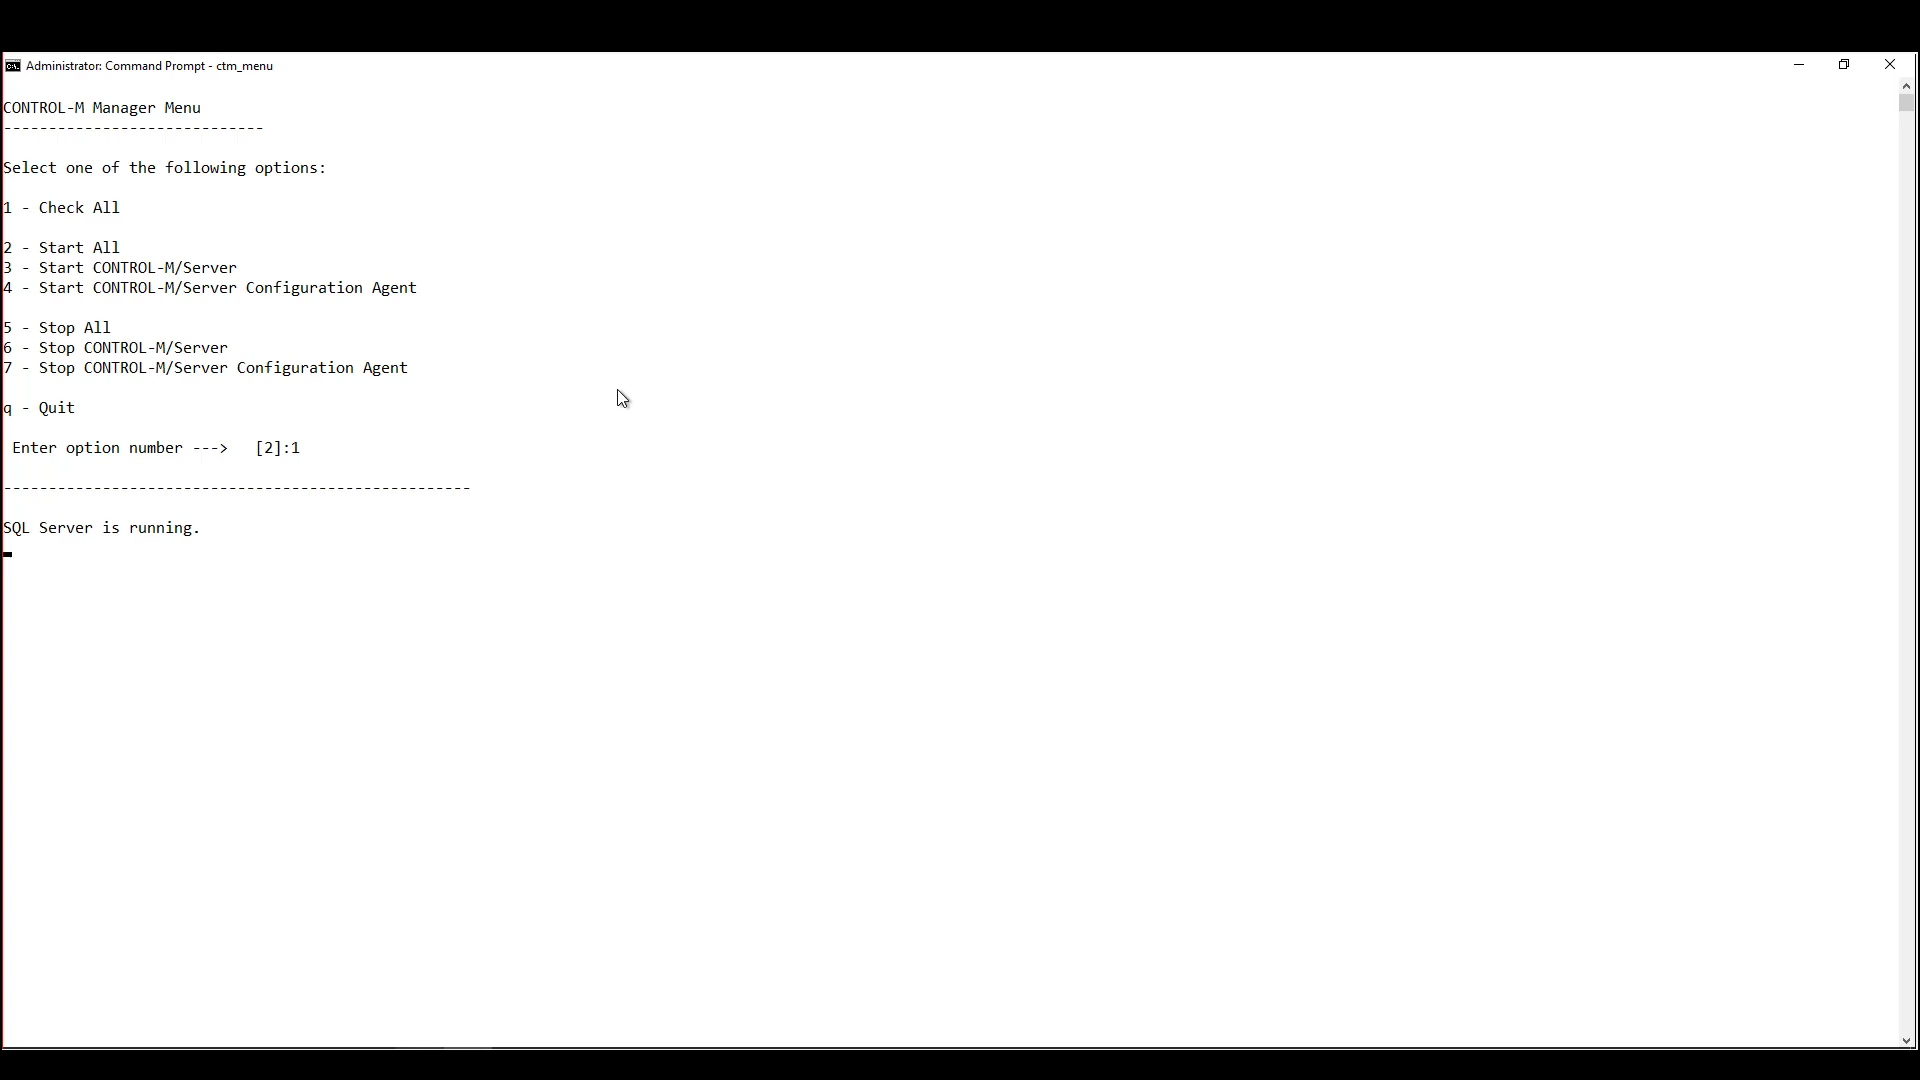 Administrator: Command Prompt - ctm_menu
CONTROL-M Manager Menu
-----------------------------
Select one of the following options:
1 - Check All
2 - Start All
3 - Start CONTROL-M/Server
4 - Start CONTROL-M/Server Configuration Agent
5 - Stop All
6 - Stop CONTROL-M/Server
7 - Stop CONTROL-M/Server Configuration Agent
q - Quit
Enter option number --->   [2]:1
----------------------------------------------------
SQL Server is running.